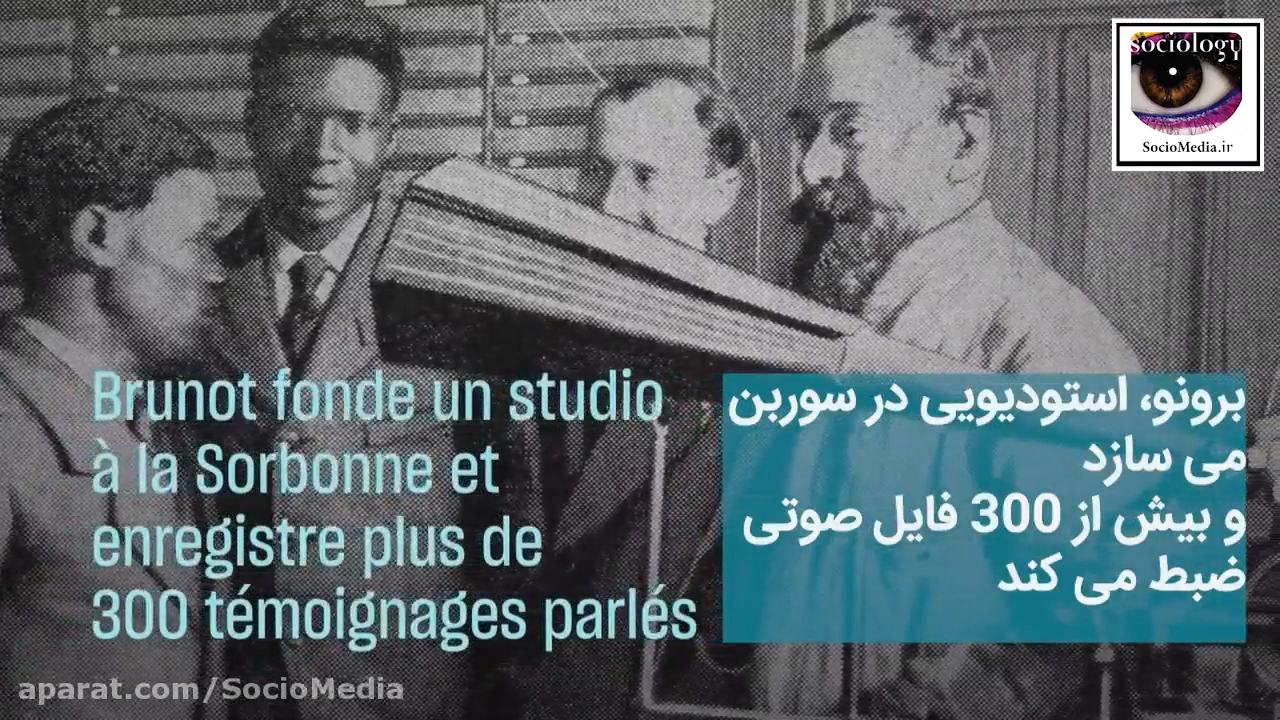 sociology
SocioMedia.ir
Brunot fonde un studio
à la Sorbonne et
enregistre plus de
300 témoignages parlés
برونو، استودیویی در سوربن
می سازد
و بیش از 300 فایل صوتی
ضبط می کند
aparat.com/SocioMedia